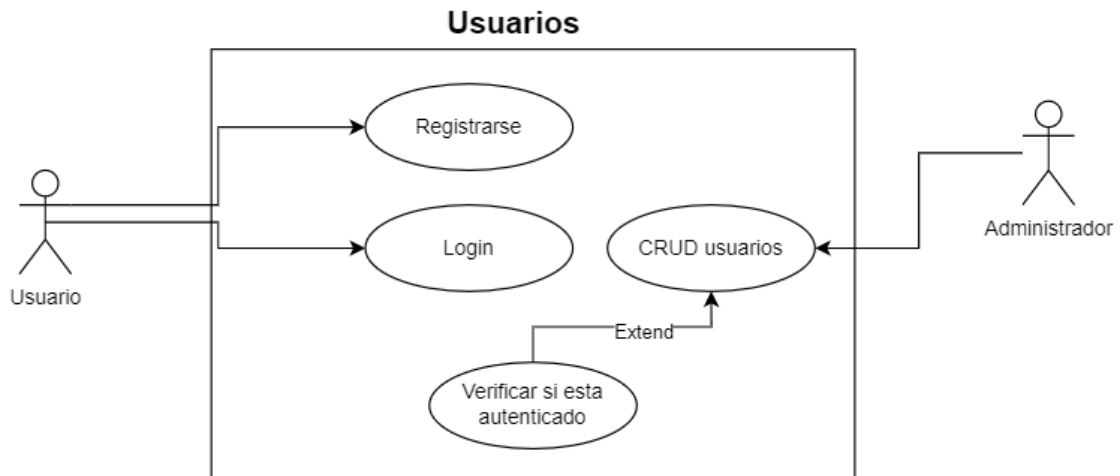 Usuarios
Registrarse
Usuario
Login
CRUD usuarios
Administrador
Extend
Verificar si esta
autenticado